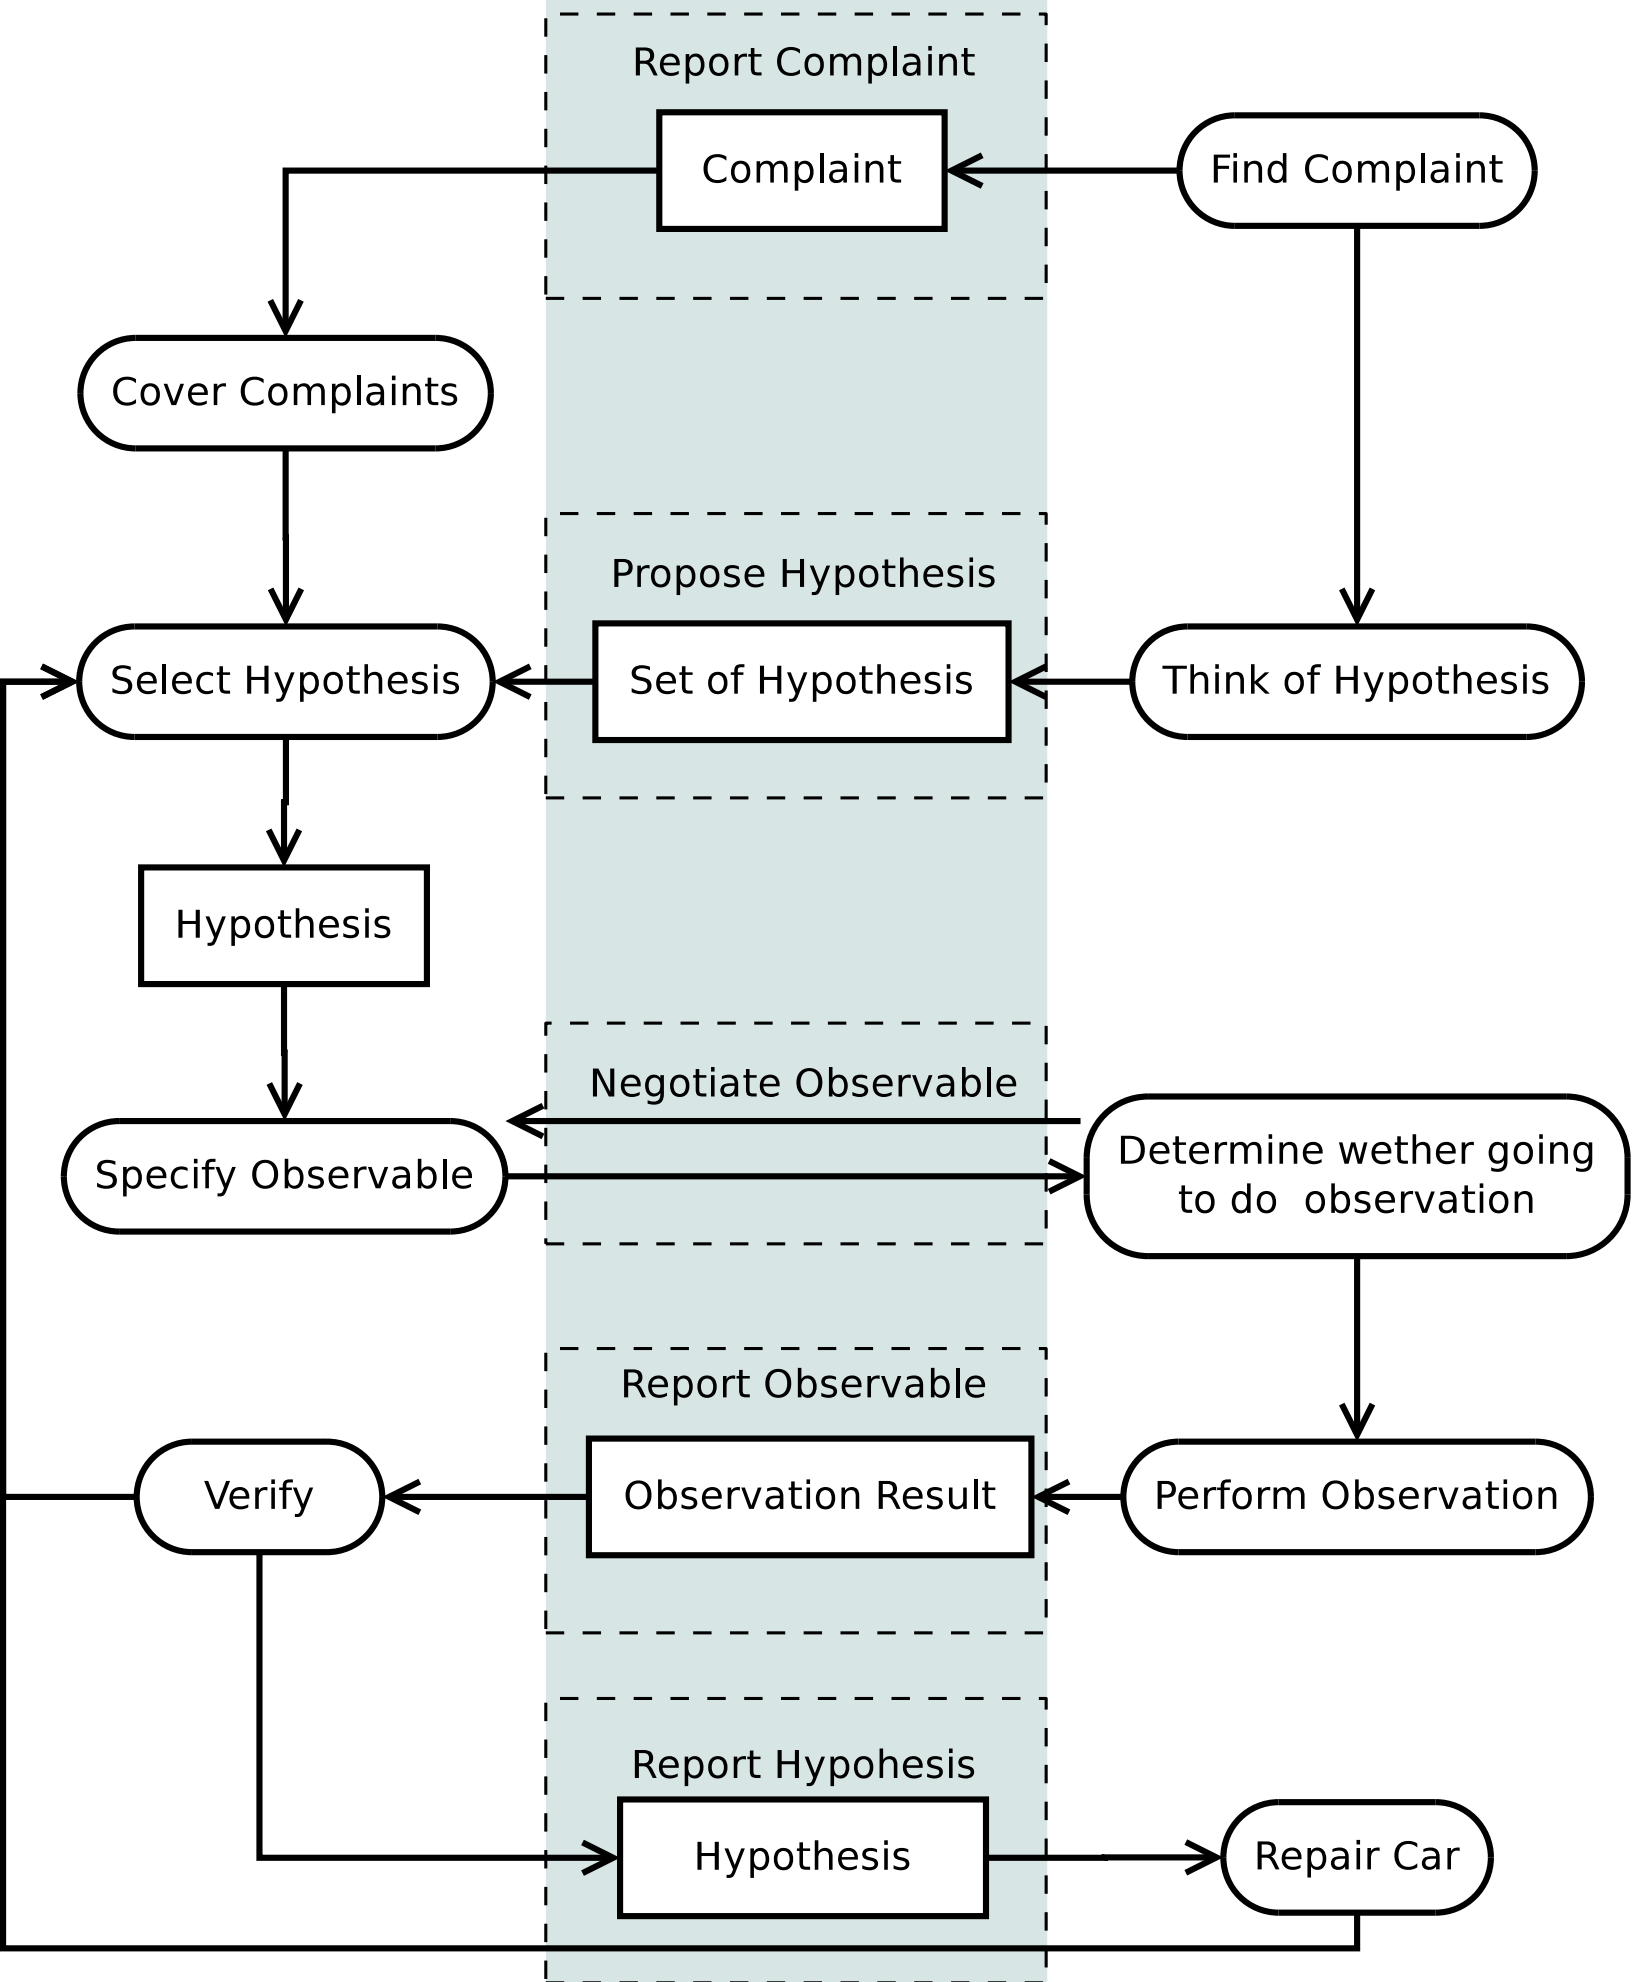 Report Complaint
Complaint
Find Complaint
Cover Complaints
Propose Hypothesis
Select Hypothesis
Set of Hypothesis
Think of Hypothesis
Hypothesis
Negotiate Observable
Specify Observable
Determine wether going
to do  observation
Report Observable
Verify
Observation Result
Perform Observation
Report Hypohesis
Hypothesis
Repair Car